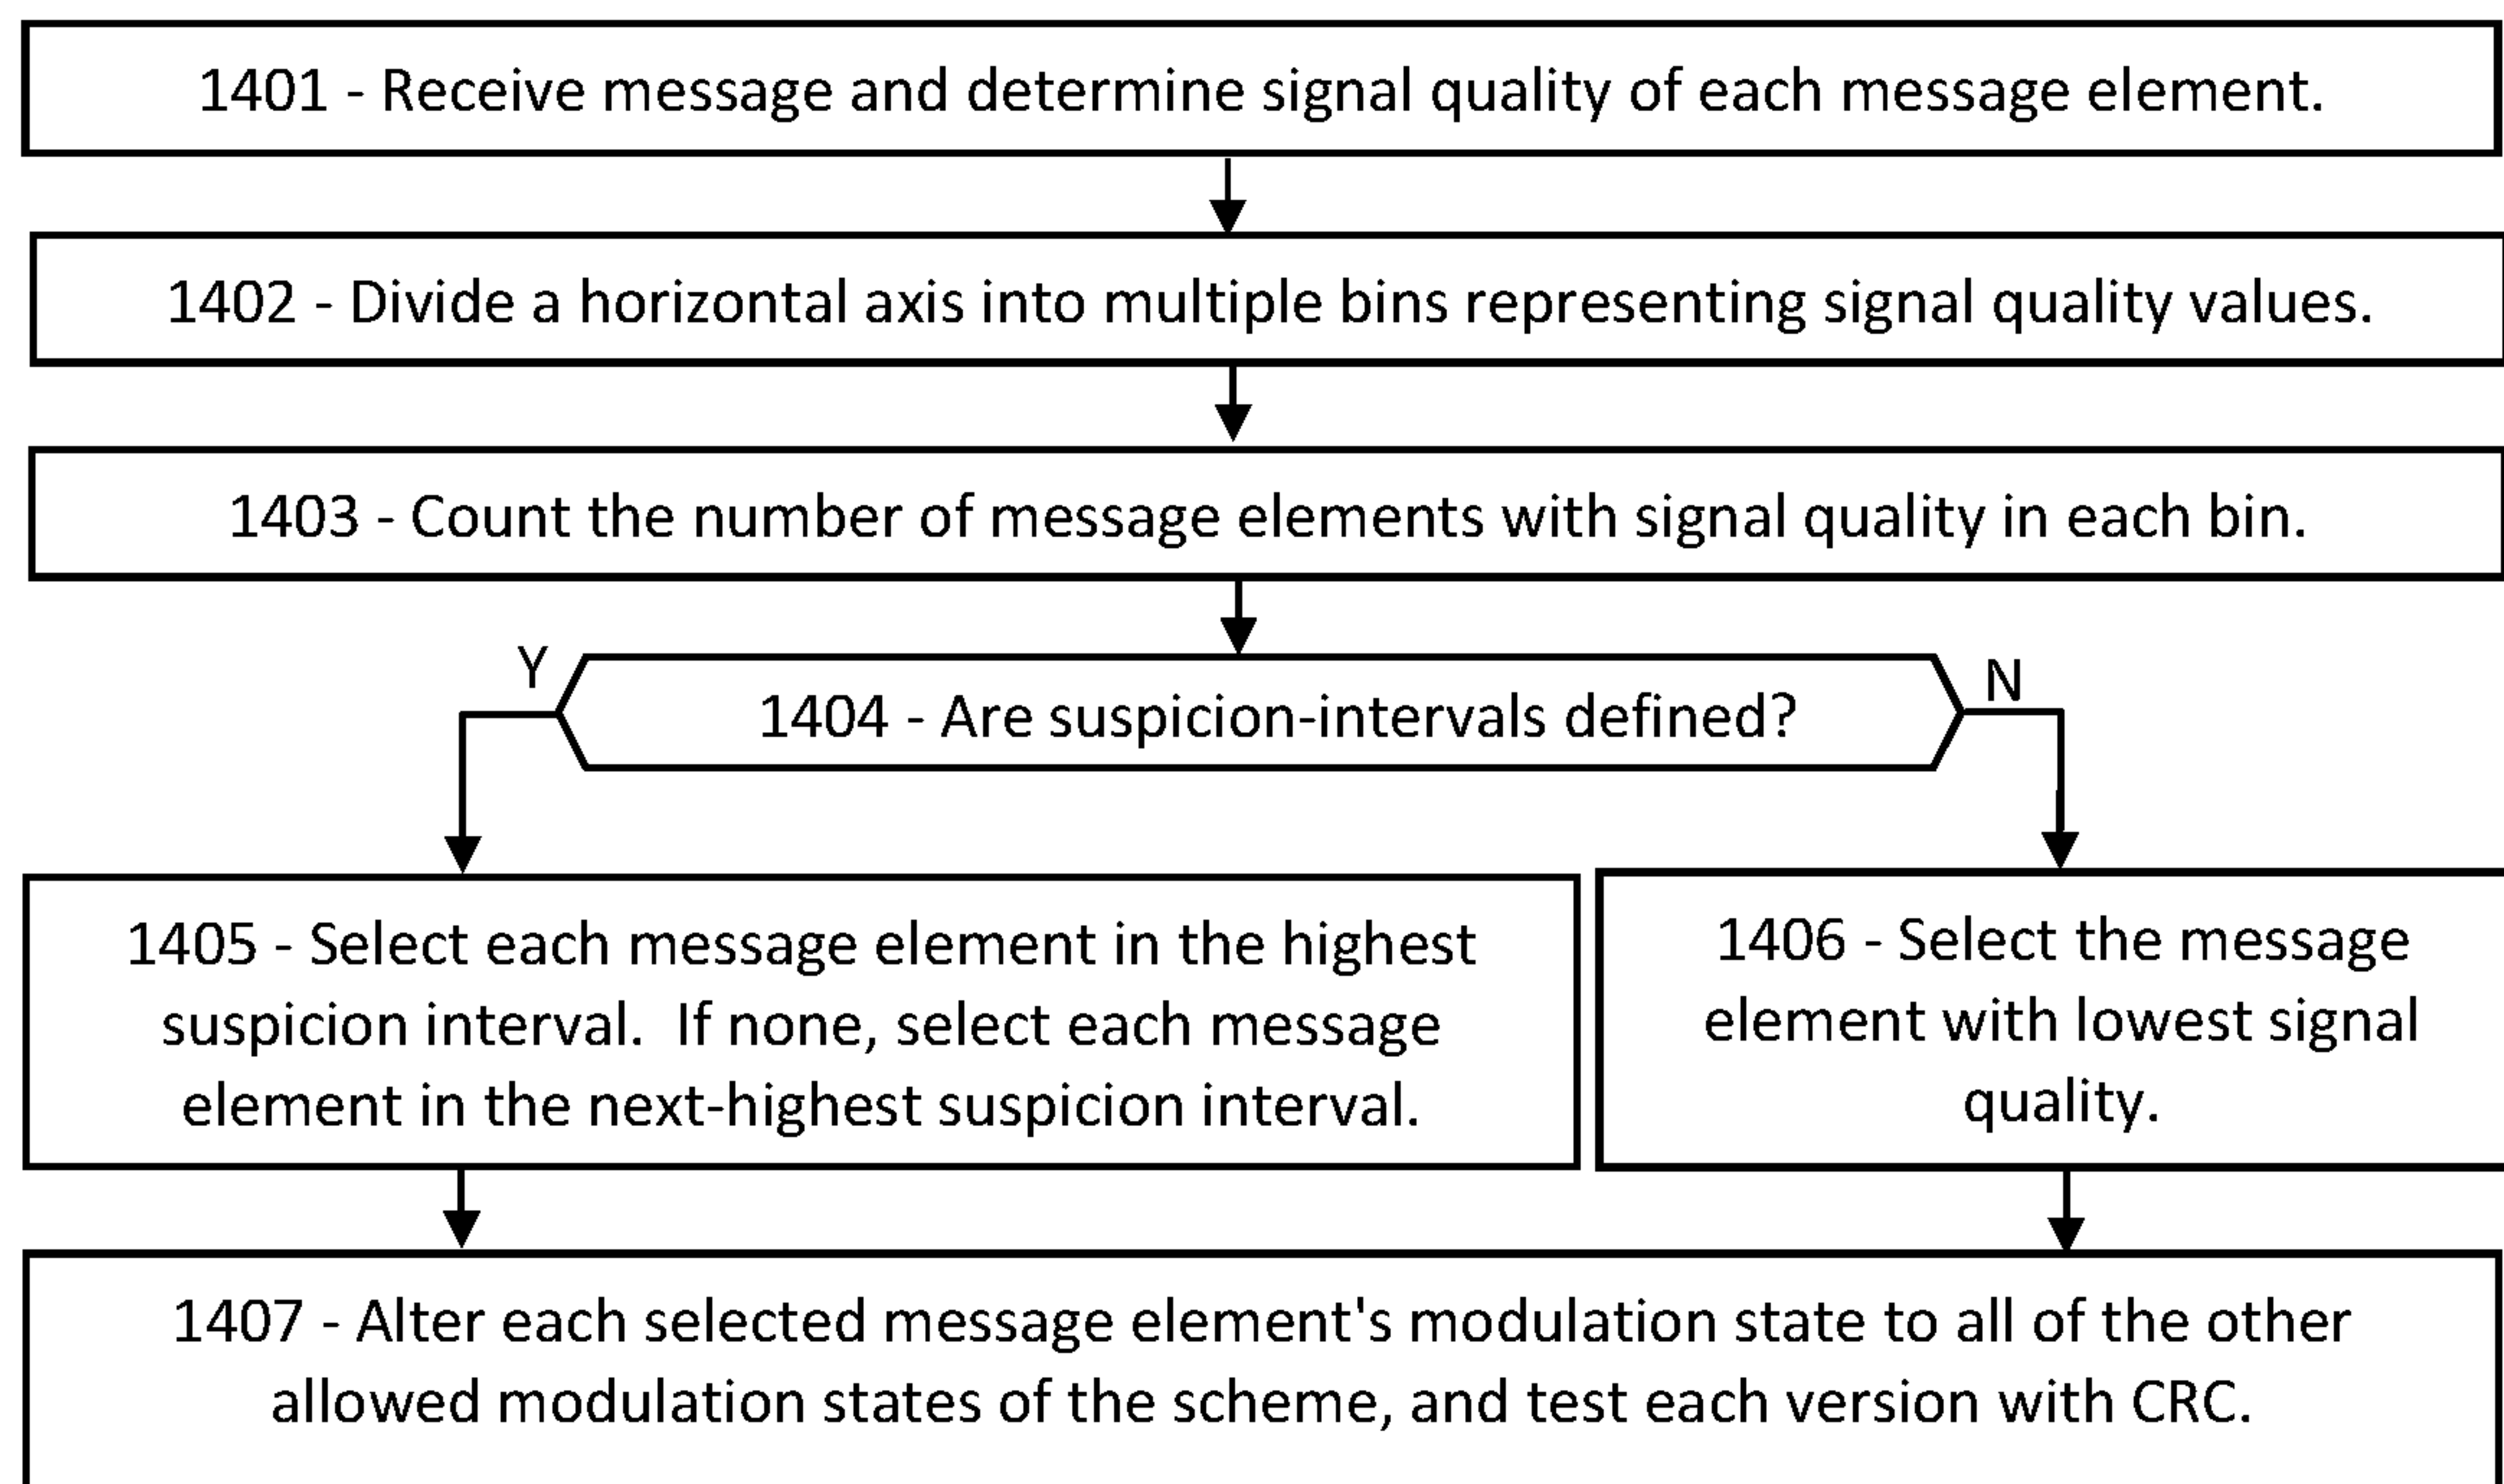 1401 - Receive message and determine signal quality of each message element.
1402 - Divide a horizontal axis into multiple bins representing signal quality values.
1403 - Count the number of message elements with signal quality in each bin.
Y
N
1404 - Are suspicion-intervals defined?
1405 - Select each message element in the highest
suspicion interval.  If none, select each message
element in the next-highest suspicion interval.
1406 - Select the message
element with lowest signal
quality.
1407 - Alter each selected message element's modulation state to all of the other
allowed modulation states of the scheme, and test each version with CRC.